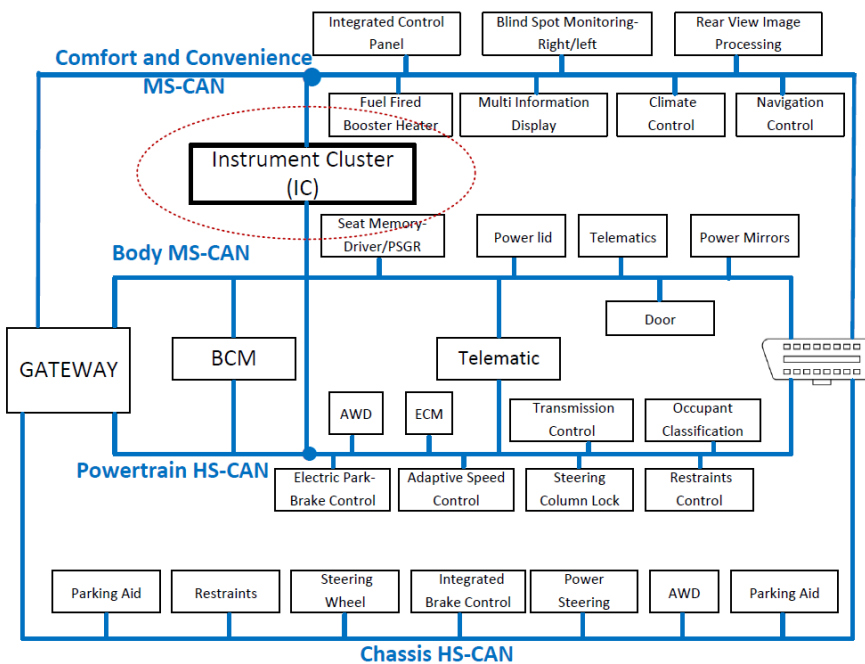 Integrated Control
Panel
Blind Spot Monitoring-
Right/left
Rear View Image
Processing
Comfort and Convenience
MS-CAN
Fuel Fired
Booster Heater
Multi Information
Display
Climate
Control
Navigation
Control
Instrument Cluster
(IC)
Seat Memory-
Driver/PSGR
Power lid
Telematics
Power Mirrors
Body MS-CAN
Door
GATEWAY
BCM
Telematic
AWD
ECM
Transmission
Control
Occupant
Classification
Powertrain HS-CAN
Electric Park-
Brake Control
Adaptive Speed
Control
Steering
Column Lock
Restraints
Control
Parking Aid
Restraints
Steering
Wheel
Integrated
Brake Control
Power
Steering
AWD
Parking Aid
Chassis HS-CAN